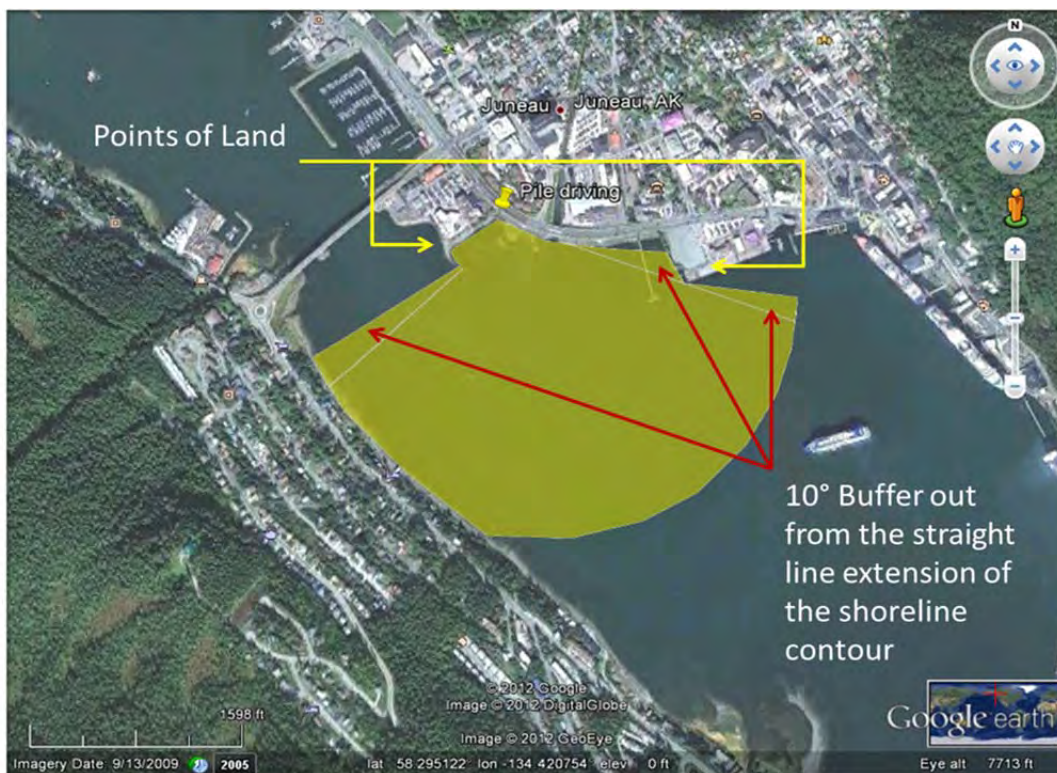 N
Juneau
Juneau, AK
Points of Land
Pile driving
10° Buffer out
from the straight
line extension of
the shoreline
contour
© 2012 Google
Image © 2012 DigitalGlobe
Image © 2012 GeoEye
1598 ft
Google earth
Imagery Date: 9/13/2009
2005
lat 58 295122° lon -134 420754° elev 0 ft
Eye alt 7713 ft